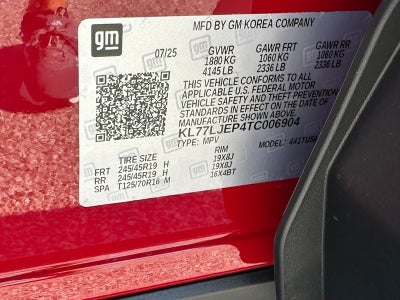 MFD BY GM KOREA COMPANY
gm
07/25 GVWR GAWR FRT GAWR RR
1880 KG 1060 KG 1060 KG
4145 LB 2336 LB 2336 LB
THIS VEHICLE CONFORMS TO ALL
APPLICABLE U.S. FEDERAL MOTOR
VEHICLE SAFETY AND THEFT
PREVENTION STANDARDS IN EFFECT ON
THE DATE OF MANUFACTURE SHOWN ABOVE.
KL77LJEP4TC006904
TYPE: MPV MODEL:
TIRE SIZE RIM
FRT 245/45R19 H 19X8J
RR 245/45R19 H 19X8J
SPA T125/70R16 M 16X4BT